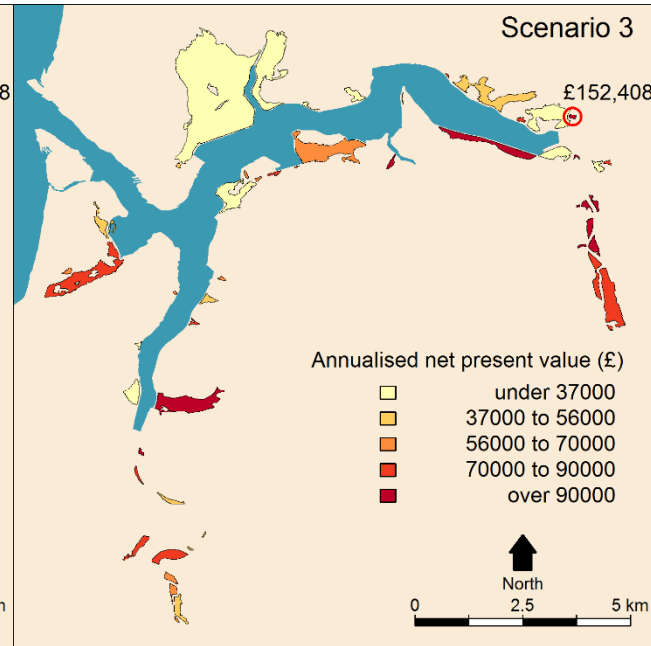 Scenario 3
8
£152,408
Annualised net present value (£)
under 37000
37000 to 56000
56000 to 70000
70000 to 90000
over 90000
North
0 2.5 5 km
m